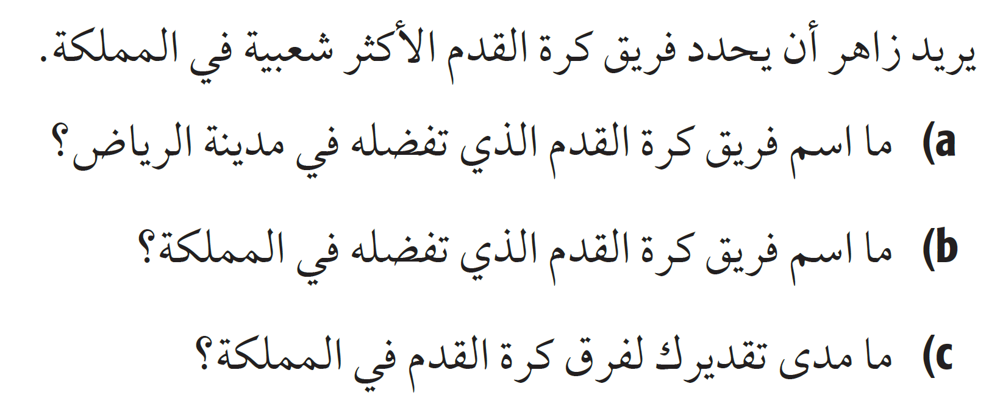 يريد زاهر أن يحدد فريق كرة القدم الأكثر شعبية في المملكة.
a) ما اسم فريق كرة القدم الذي تفضله في مدينة الرياض؟
b) ما اسم فريق كرة القدم الذي تفضله في المملكة؟
c) ما مدى تقديرك لفرق كرة القدم في المملكة؟